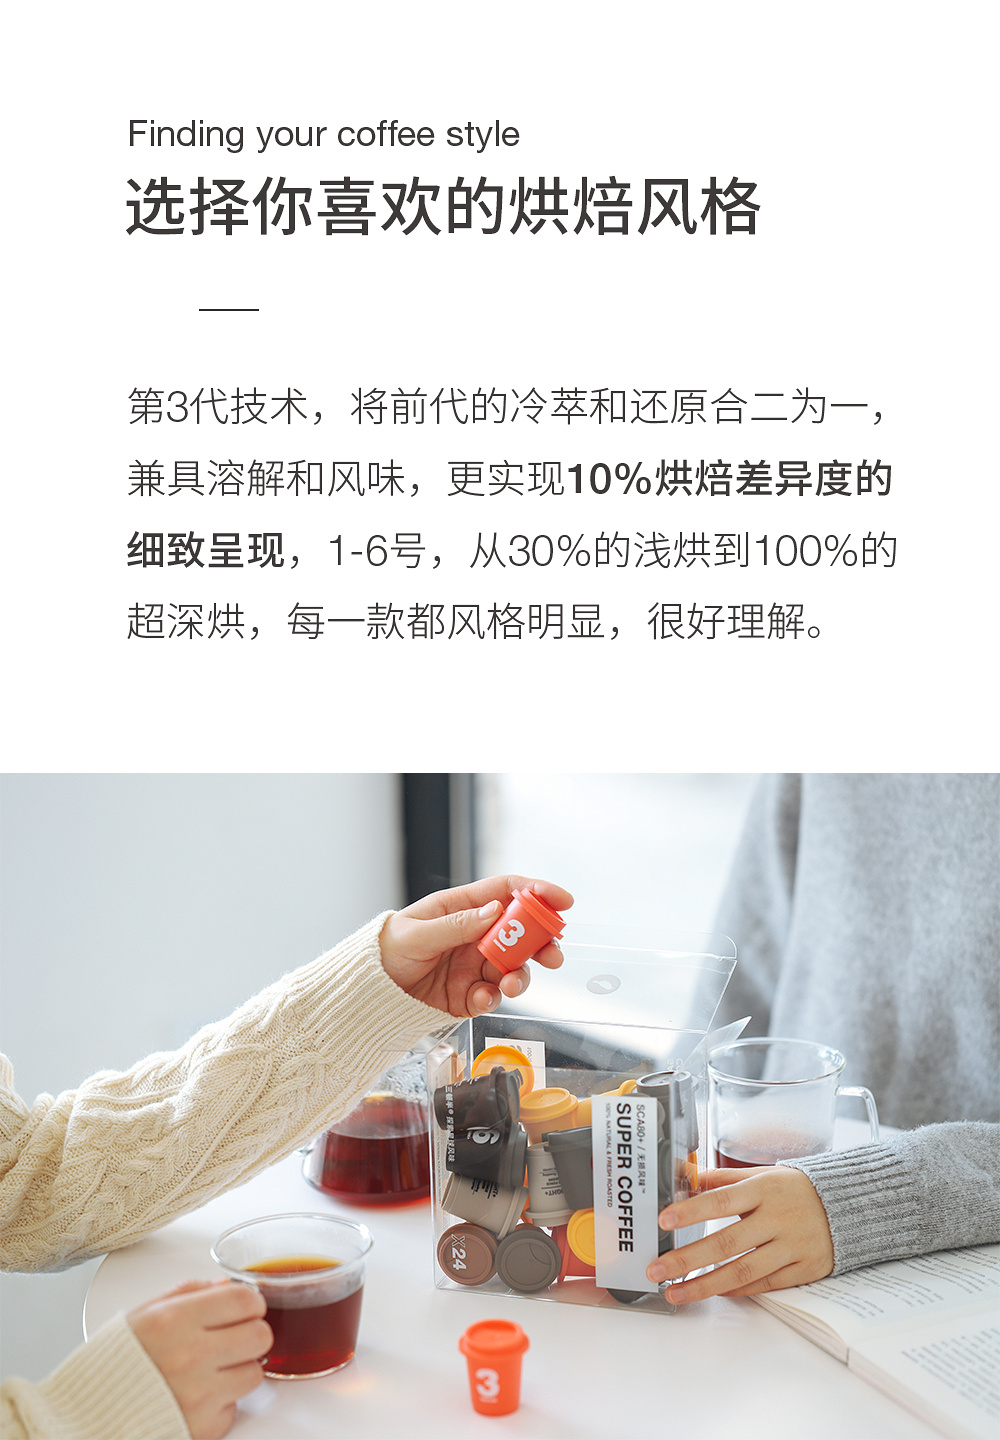 Finding your coffee style
选择你喜欢的烘焙风格
第3代技术，将前代的冷萃和还原合二为一，
兼具溶解和风味，更实现10%烘焙差异度的
细致呈现，1-6号，从30%的浅烘到100%的
超深烘，每一款都风格明显，很好理解。
3
6
X24
SCA80+ / 无损风味™
SUPER COFFEE
100% NATURAL & FRESH ROASTED
3